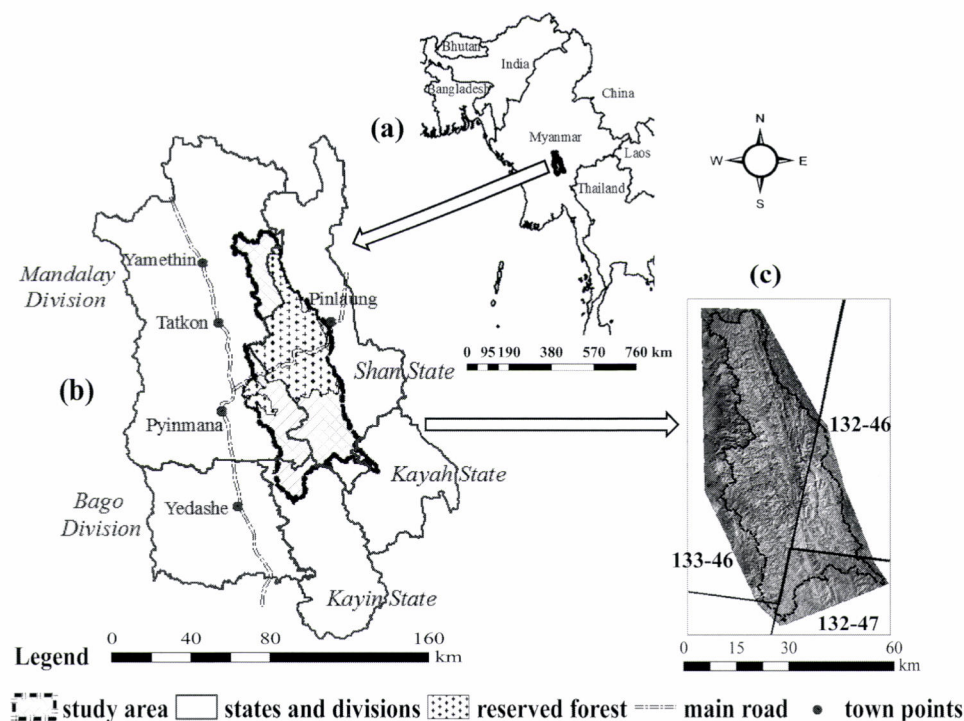 Bhutan
India
Bangladesh
China
(a)
Myanmar
Laos
Thailand
N
W E
S
0 95 190 380 570 760 km
Yamethin
Mandalay
Division
Pinlaung
Tatkon
Shan State
(b)
Pyinmana
Kayah State
Bago
Division
Yedashe
Kayin State
(c)
132-46
133-46
132-47
0 15 30 60
km
0 40 80 160
km
Legend
study area states and divisions reserved forest main road town points